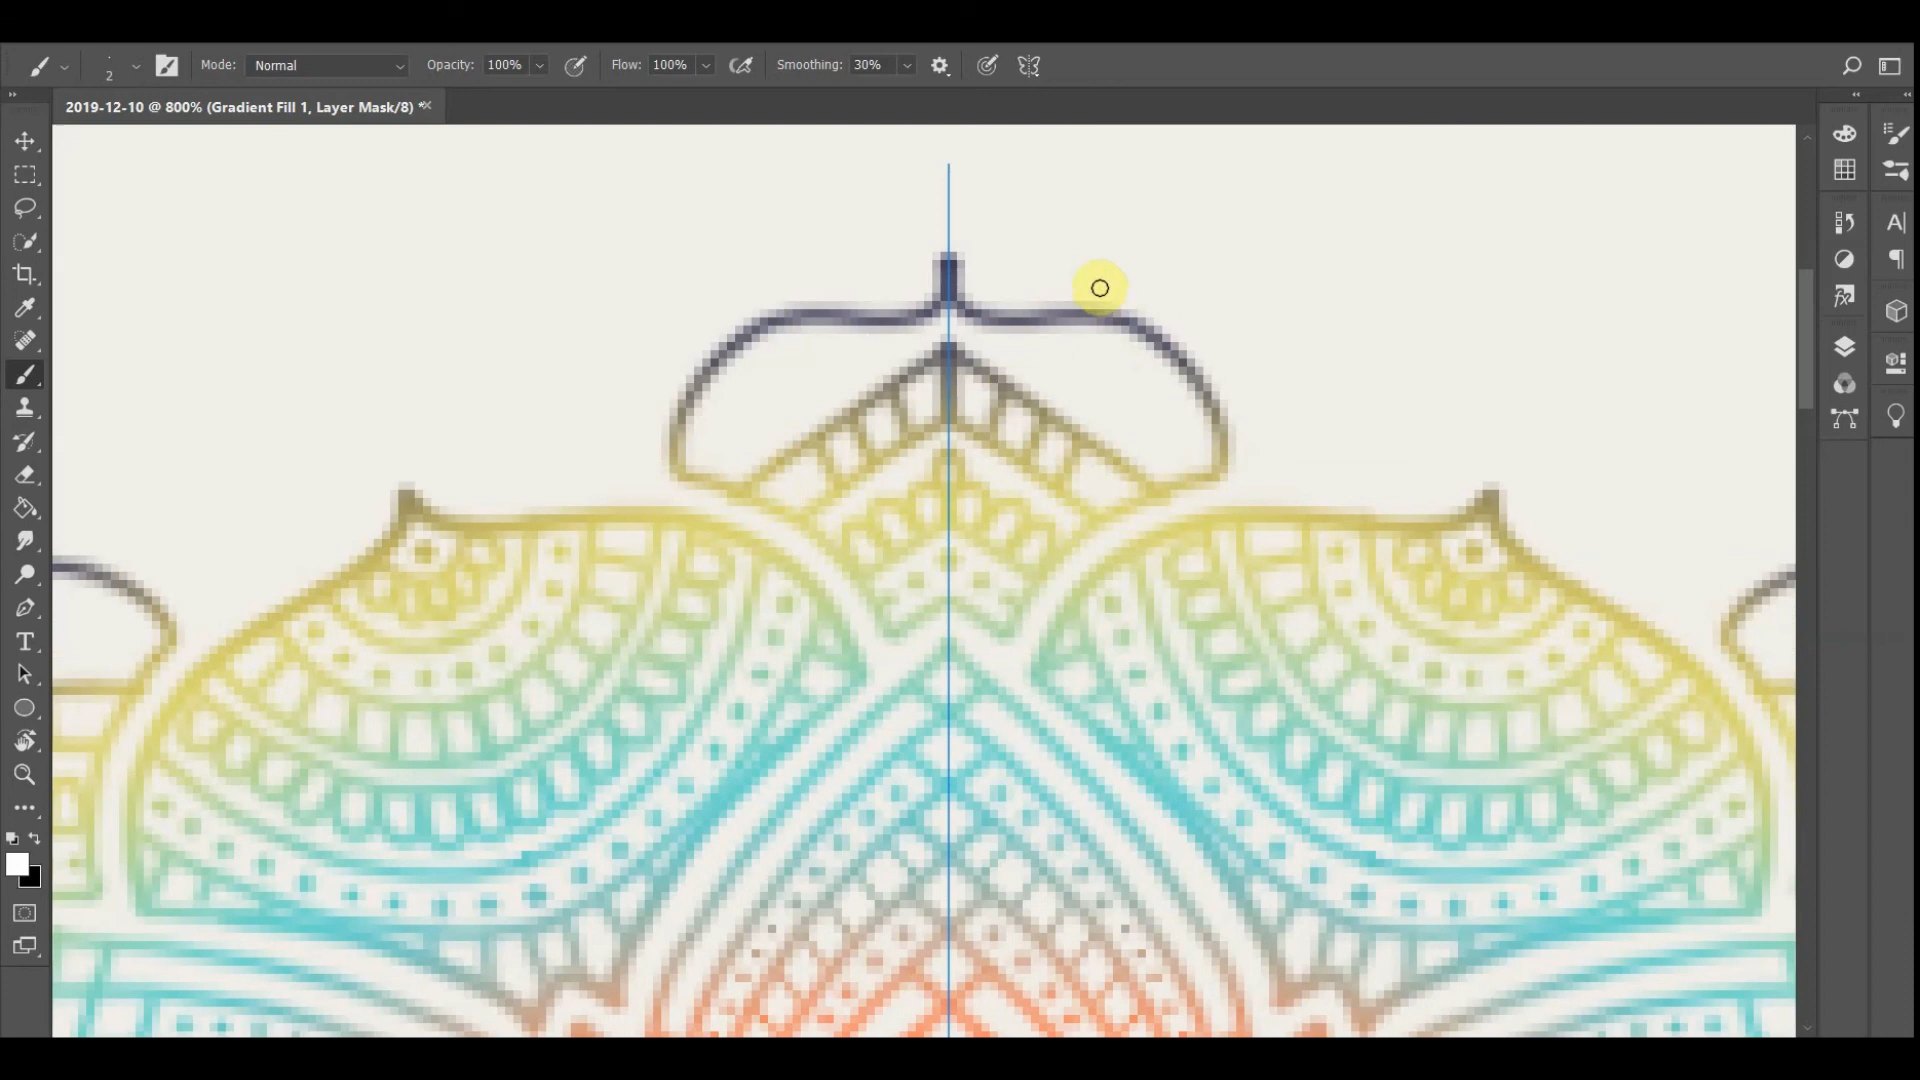 2 Mode: Normal Opacity: 100% Flow: 100% Smoothing: 30%
2019-12-10 @ 800% (Gradient Fill 1, Layer Mask/8) *